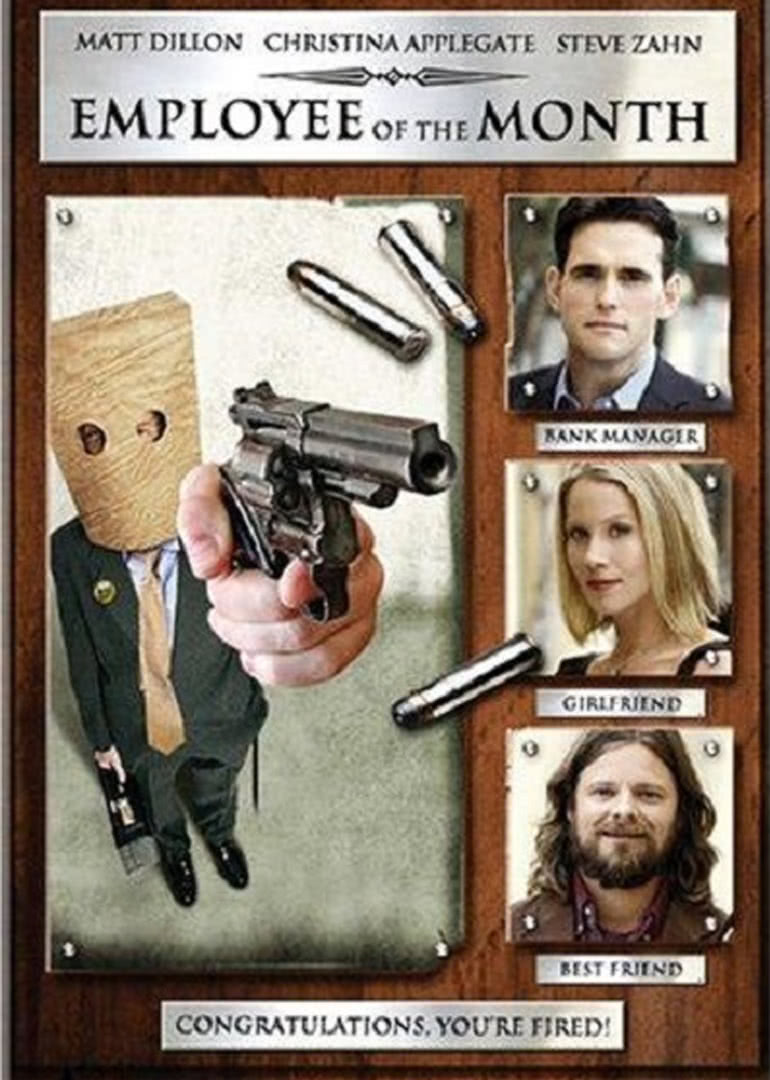 MATT DILLON CHRISTINA APPLEGATE STEVE ZAHN
EMPLOYEE OF THE MONTH
BANK MANAGER
GIRLFRIEND
BEST FRIEND
CONGRATULATIONS, YOU'RE FIRED!